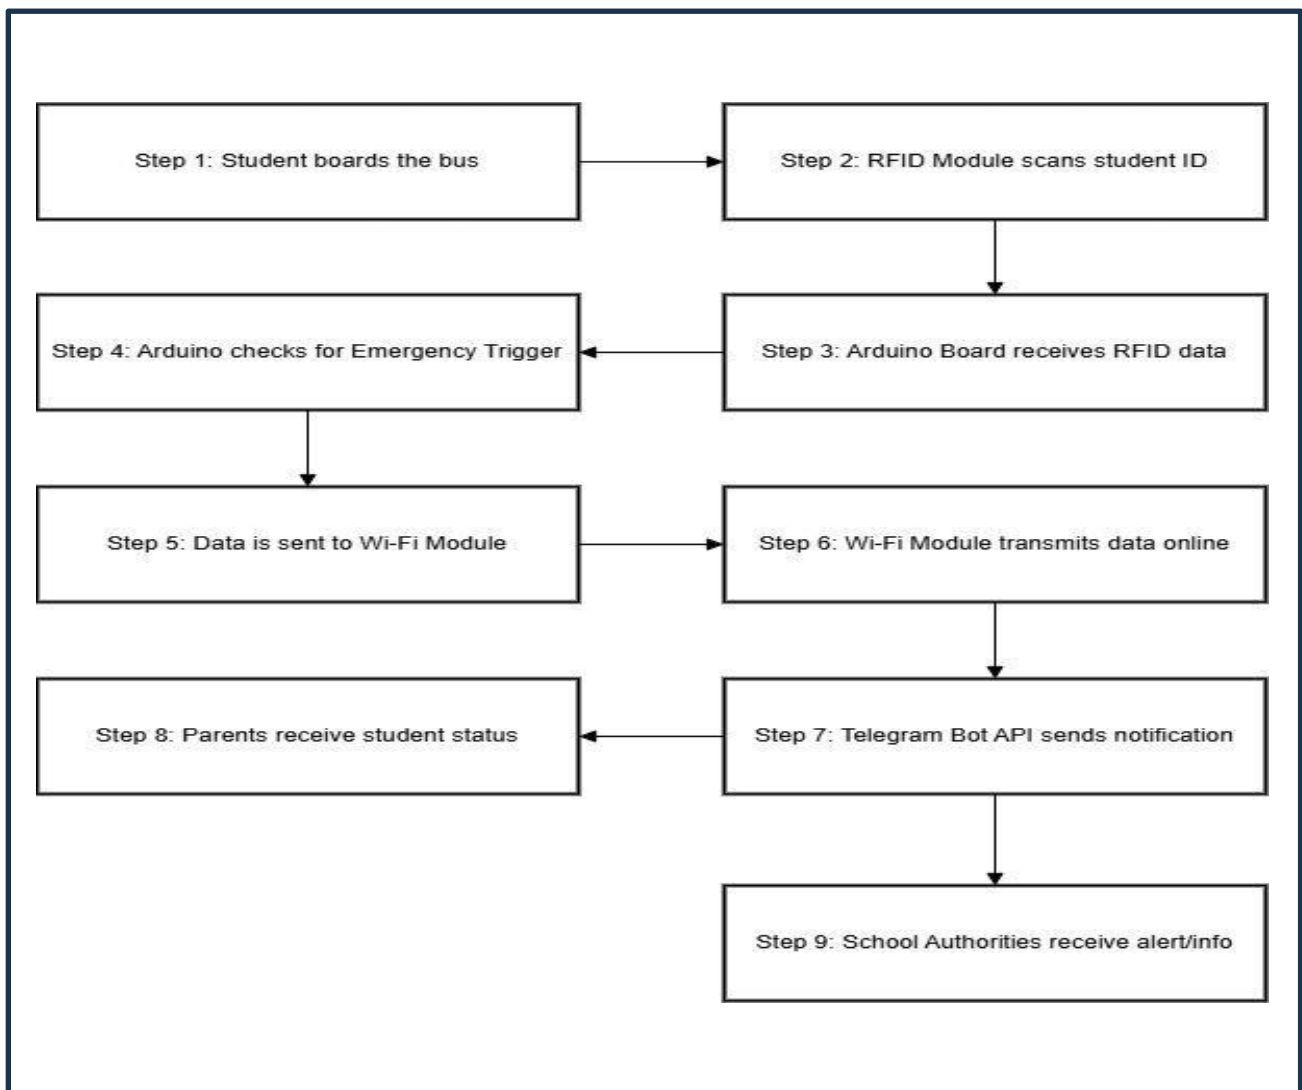 Step 1: Student boards the bus
Step 2: RFID Module scans student ID
Step 3: Arduino Board receives RFID data
Step 4: Arduino checks for Emergency Trigger
Step 5: Data is sent to Wi-Fi Module
Step 6: Wi-Fi Module transmits data online
Step 7: Telegram Bot API sends notification
Step 8: Parents receive student status
Step 9: School Authorities receive alert/info